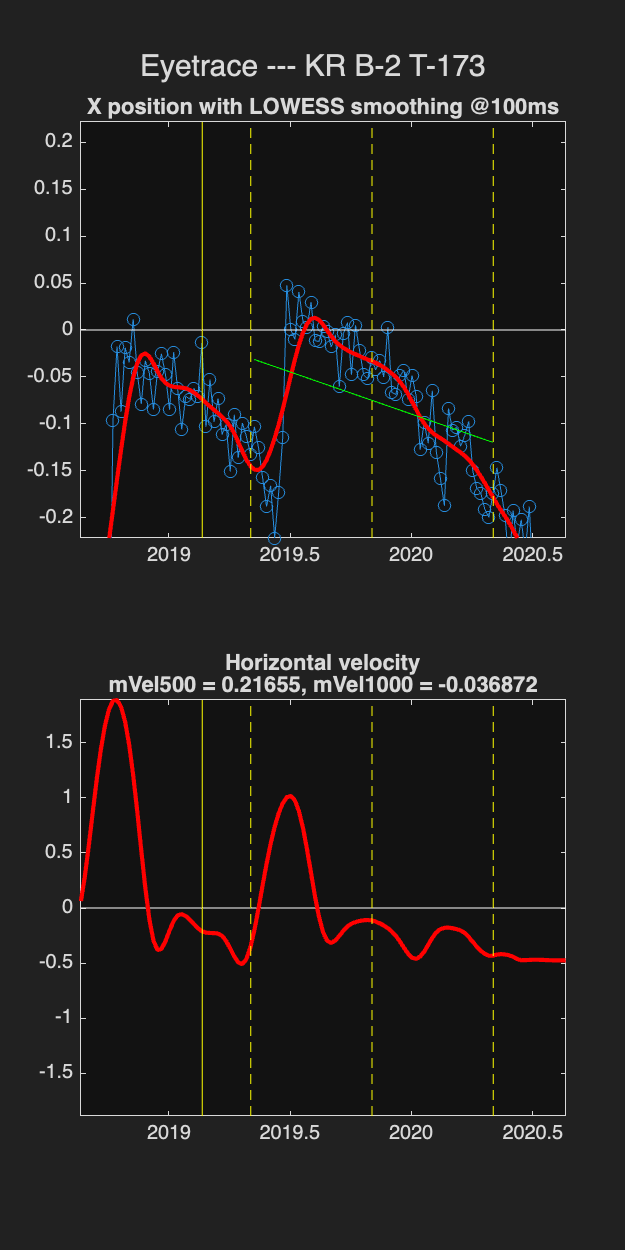 Eyetrace --- KR B-2 T-173
X position with LOWESS smoothing @100ms
0.2
0.15
0.1
0.05
0
-0.05
-0.1
-0.15
-0.2
2019 2019.5 2020 2020.5
Horizontal velocity
mVel500 = 0.21655, mVel1000 = -0.036872
1.5
1
0.5
0
-0.5
-1
-1.5
2019 2019.5 2020 2020.5